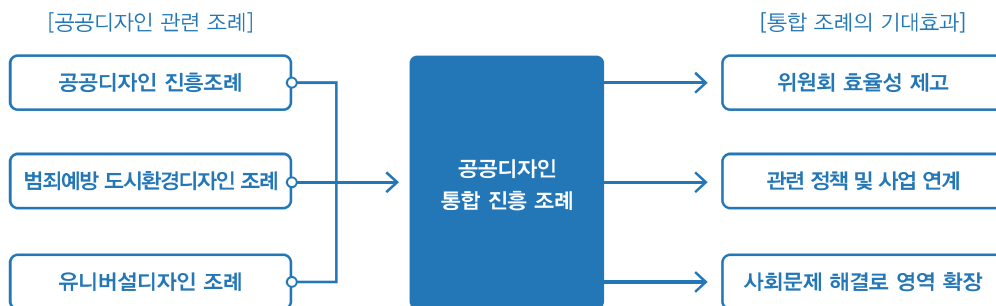 [공공디자인 관련 조례]
[통합 조례의 기대효과]
공공디자인 진흥조례
위원회 효율성 제고
범죄예방 도시환경디자인 조례
공공디자인
통합 진흥 조례
관련 정책 및 사업 연계
유니버설디자인 조례
사회문제 해결로 영역 확장